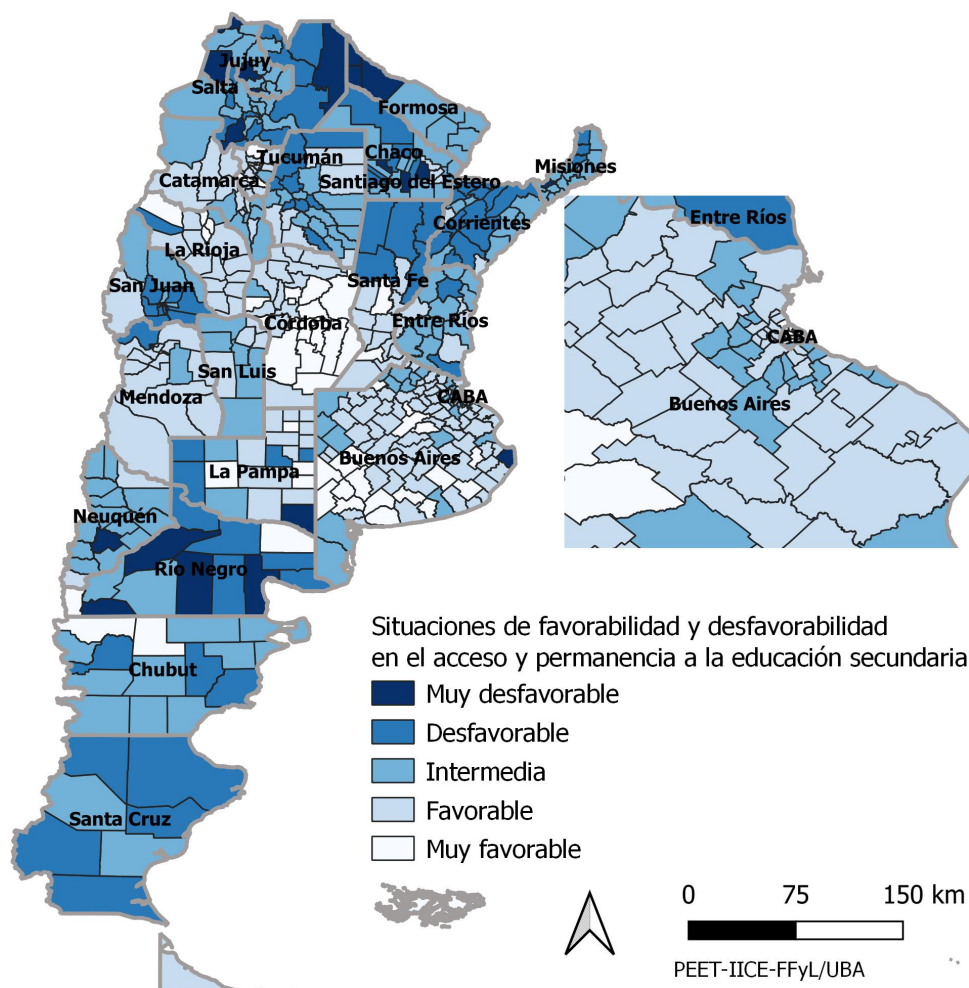 Jujuy
Salta
Formosa
Tucumán
Chaco
Misiones
Catamarca
Santiago del Estero
Entre Ríos
Corrientes
La Rioja
San Juan
Santa Fe
Córdoba
Entre Ríos
CABA
San Luis
Mendoza
CABA
Buenos Aires
Buenos Aires
La Pampa
Neuquén
Río Negro
Chubut
Santa Cruz
Situaciones de favorabilidad y desfavorabilidad
en el acceso y permanencia a la educación secundaria
Muy desfavorable
Desfavorable
Intermedia
Favorable
Muy favorable
0 75 150 km
PEET-IICE-FFyL/UBA